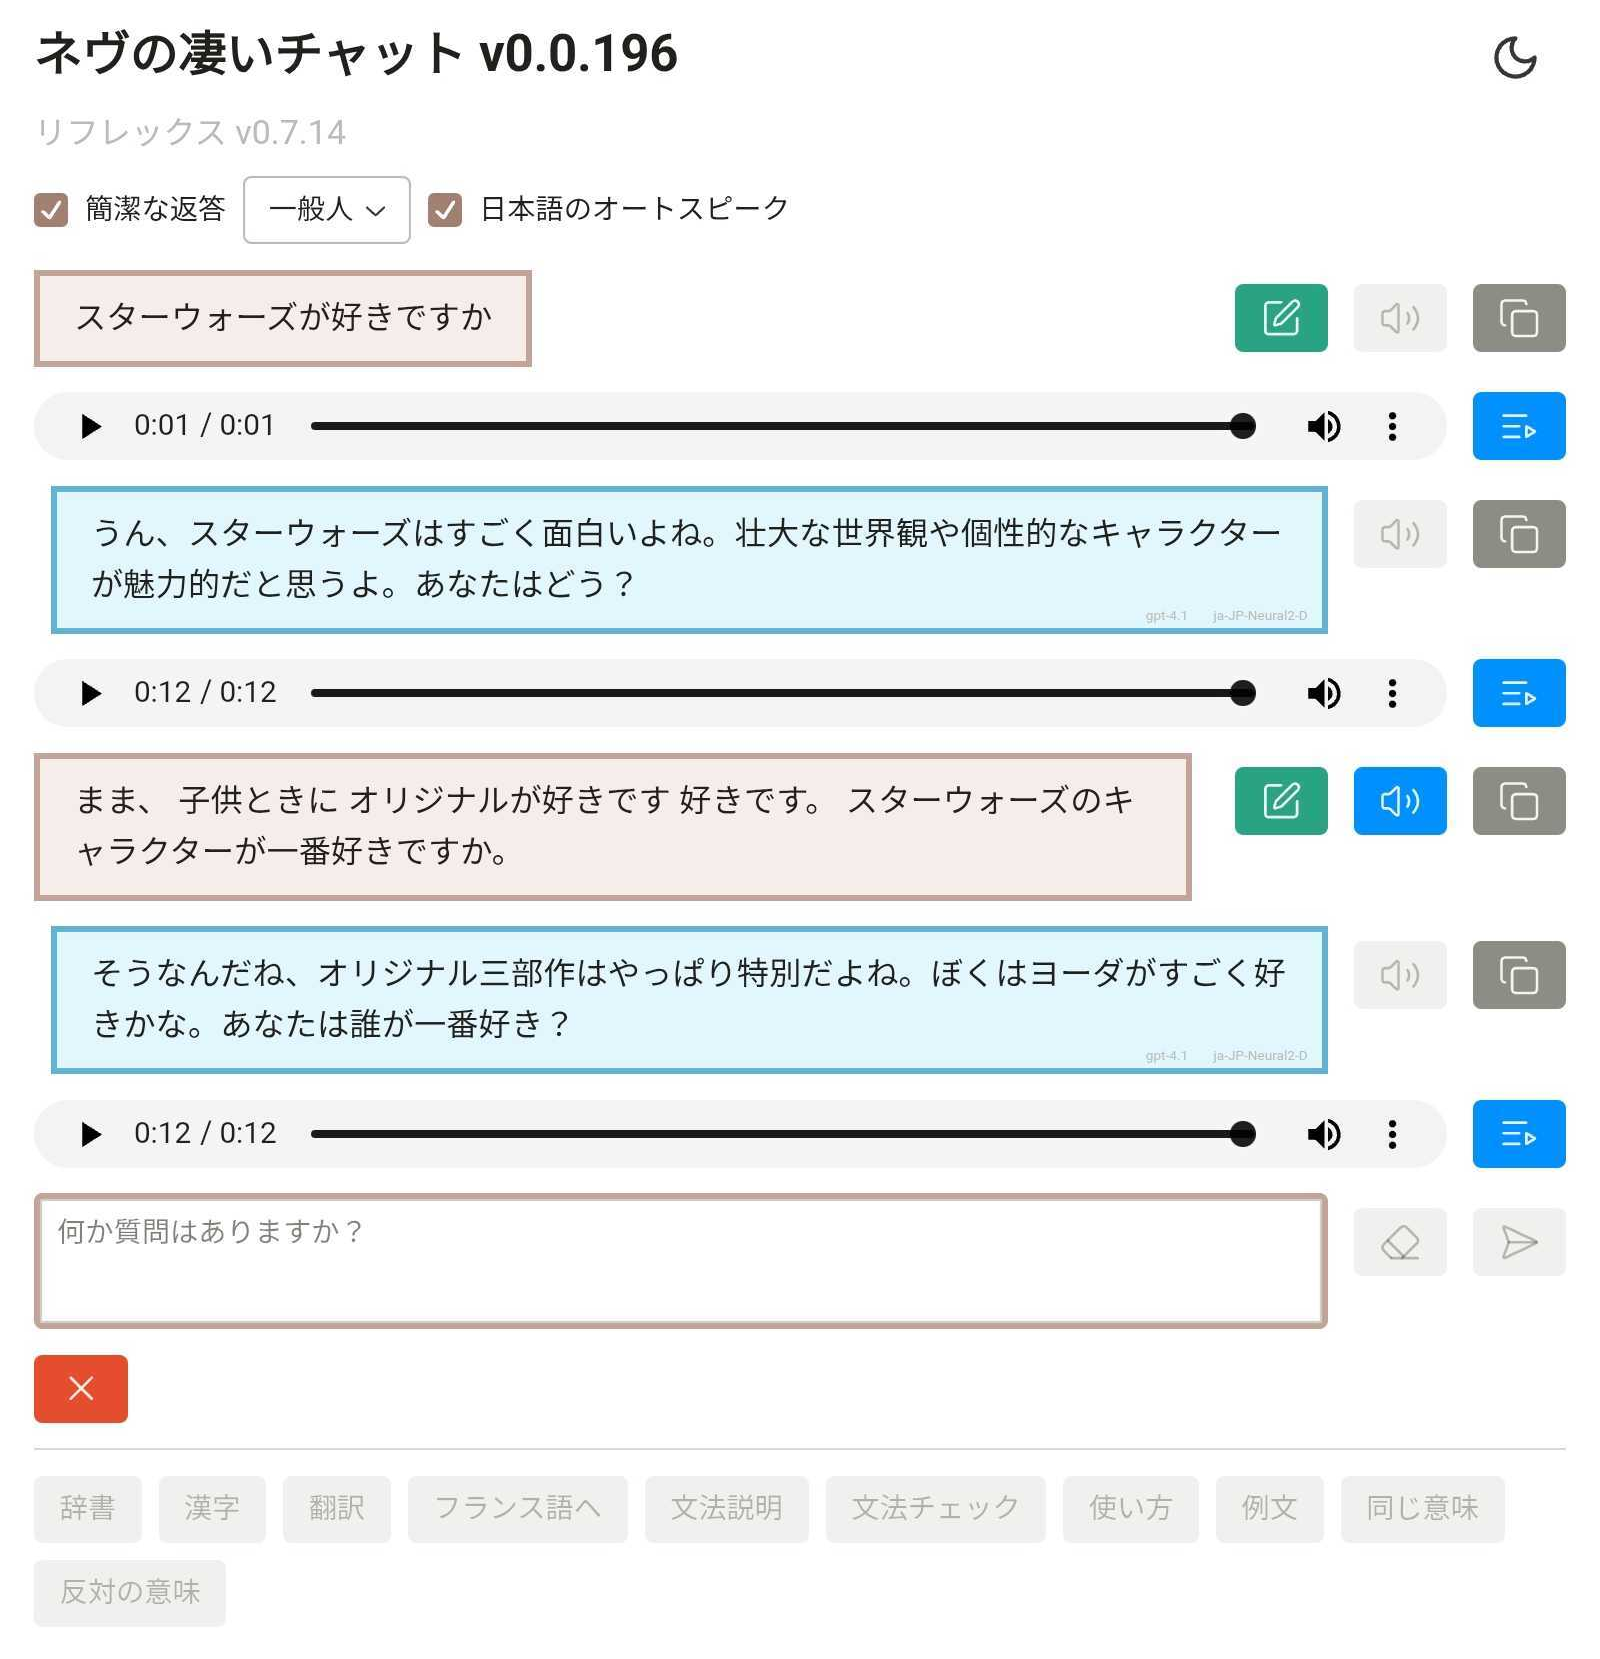 ネヴの凄いチャット v0.0.196
リフレックス v0.7.14
簡潔な返答 一般人 日本語のオートスピーク
スターウォーズが好きですか
0:01 / 0:01
うん、スターウォーズはすごく面白いよね。壮大な世界観や個性的なキャラクター
が魅力的だと思うよ。あなたはどう？
gpt-4.1 ja-JP-Neural2-D
0:12 / 0:12
まま、 子供ときに オリジナルが好きです 好きです。 スターウォーズのキ
ャラクターが一番好きですか。
そうなんだね、オリジナル三部作はやっぱり特別だよね。ぼくはヨーダがすごく好
きかな。あなたは誰が一番好き？
gpt-4.1 ja-JP-Neural2-D
0:12 / 0:12
何か質問はありますか？
辞書 漢字 翻訳 フランス語へ 文法説明 文法チェック 使い方 例文 同じ意味
反対の意味